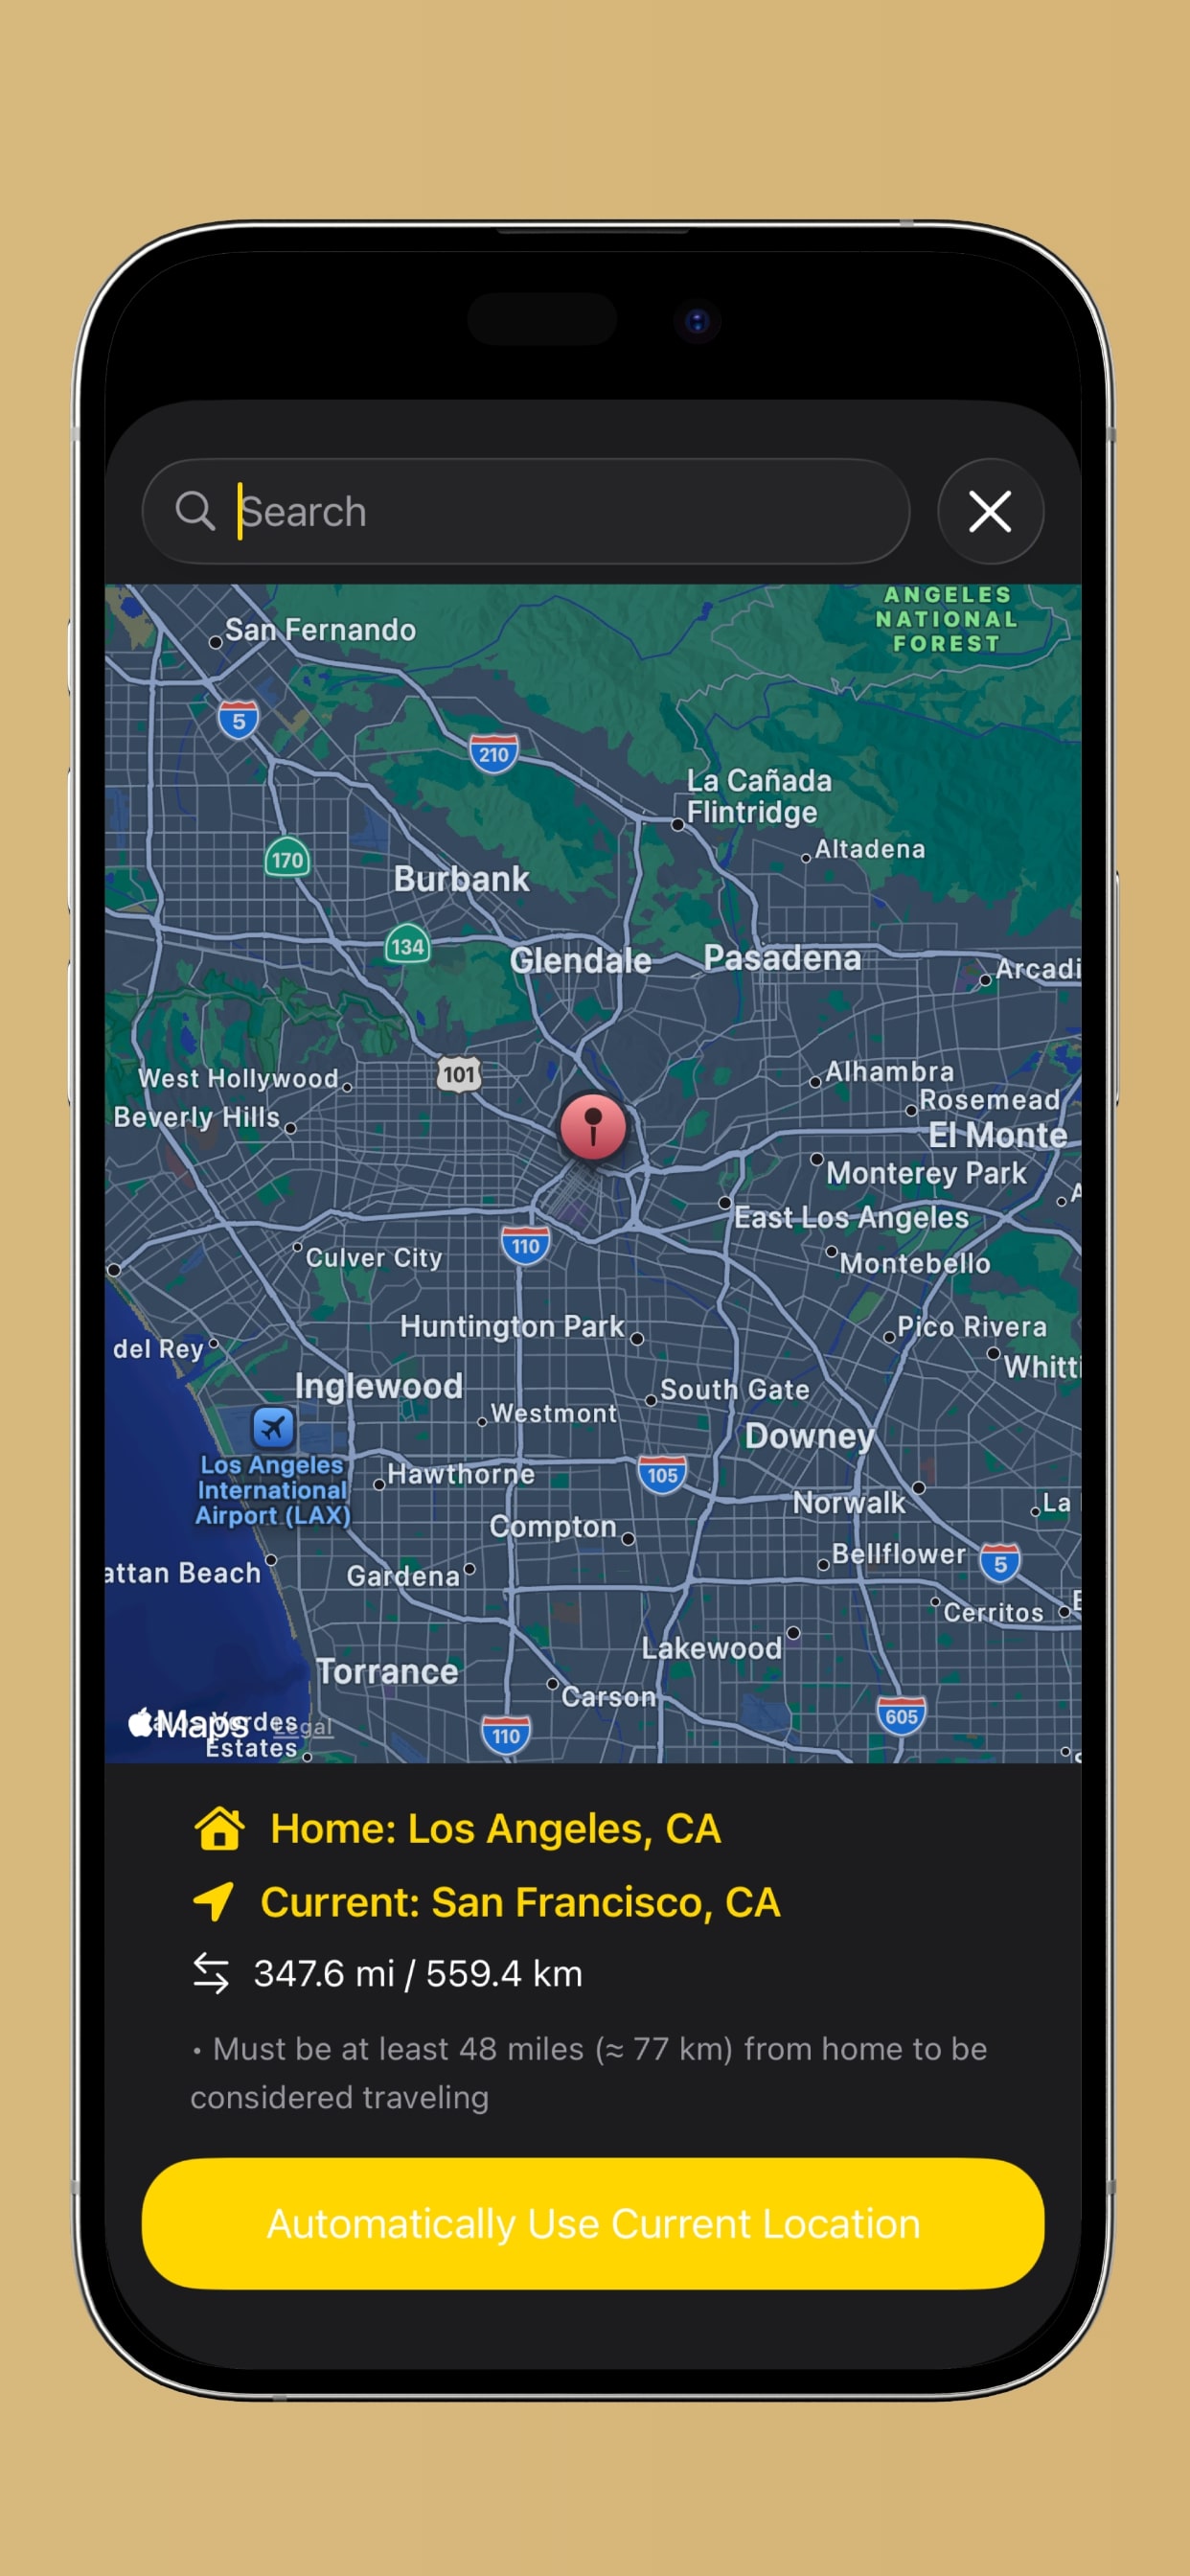 Search
ANGELES
NATIONAL
FOREST
San Fernando
5
210
La Cañada
Flintridge
Altadena
170
Burbank
134
Glendale
Pasadena
Arcadi
West Hollywood
101
Alhambra
Beverly Hills
Rosemead
El Monte
Monterey Park
A
East Los Angeles
110
Culver City
Montebello
Huntington Park
Pico Rivera
del Rey
Whitti
Inglewood
South Gate
Westmont
Downey
Los Angeles
International
Airport (LAX)
Hawthorne
105
Norwalk
La
Compton
Bellflower
5
attan Beach
Gardena
Cerritos
E
Lakewood
Torrance
Carson
605
110
Maps
Verdes
Legal
Estates
Home: Los Angeles, CA
Current: San Francisco, CA
347.6 mi / 559.4 km
• Must be at least 48 miles (≈ 77 km) from home to be
considered traveling
Automatically Use Current Location